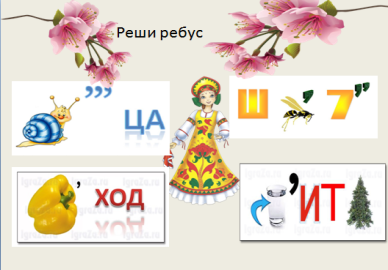 Реши ребус
,,, ЦА
Ш , 7 ,,
, ХОД
, ИТ